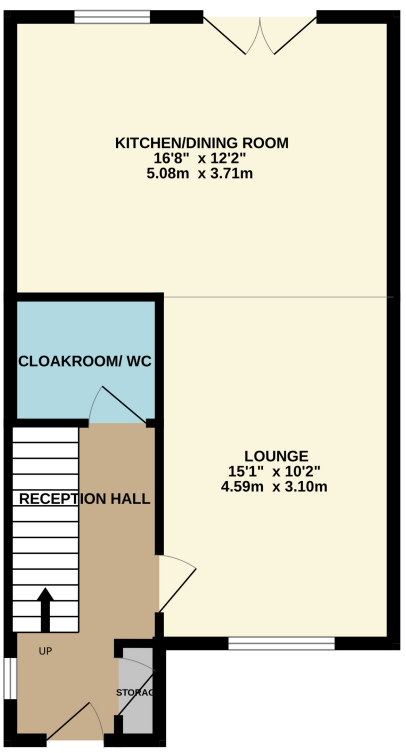 KITCHEN/DINING ROOM
16'8" x 12'2"
5.08m x 3.71m
CLOAKROOM/ WC
LOUNGE
15'1" x 10'2"
4.59m x 3.10m
RECEPTION HALL
UP
STORAG